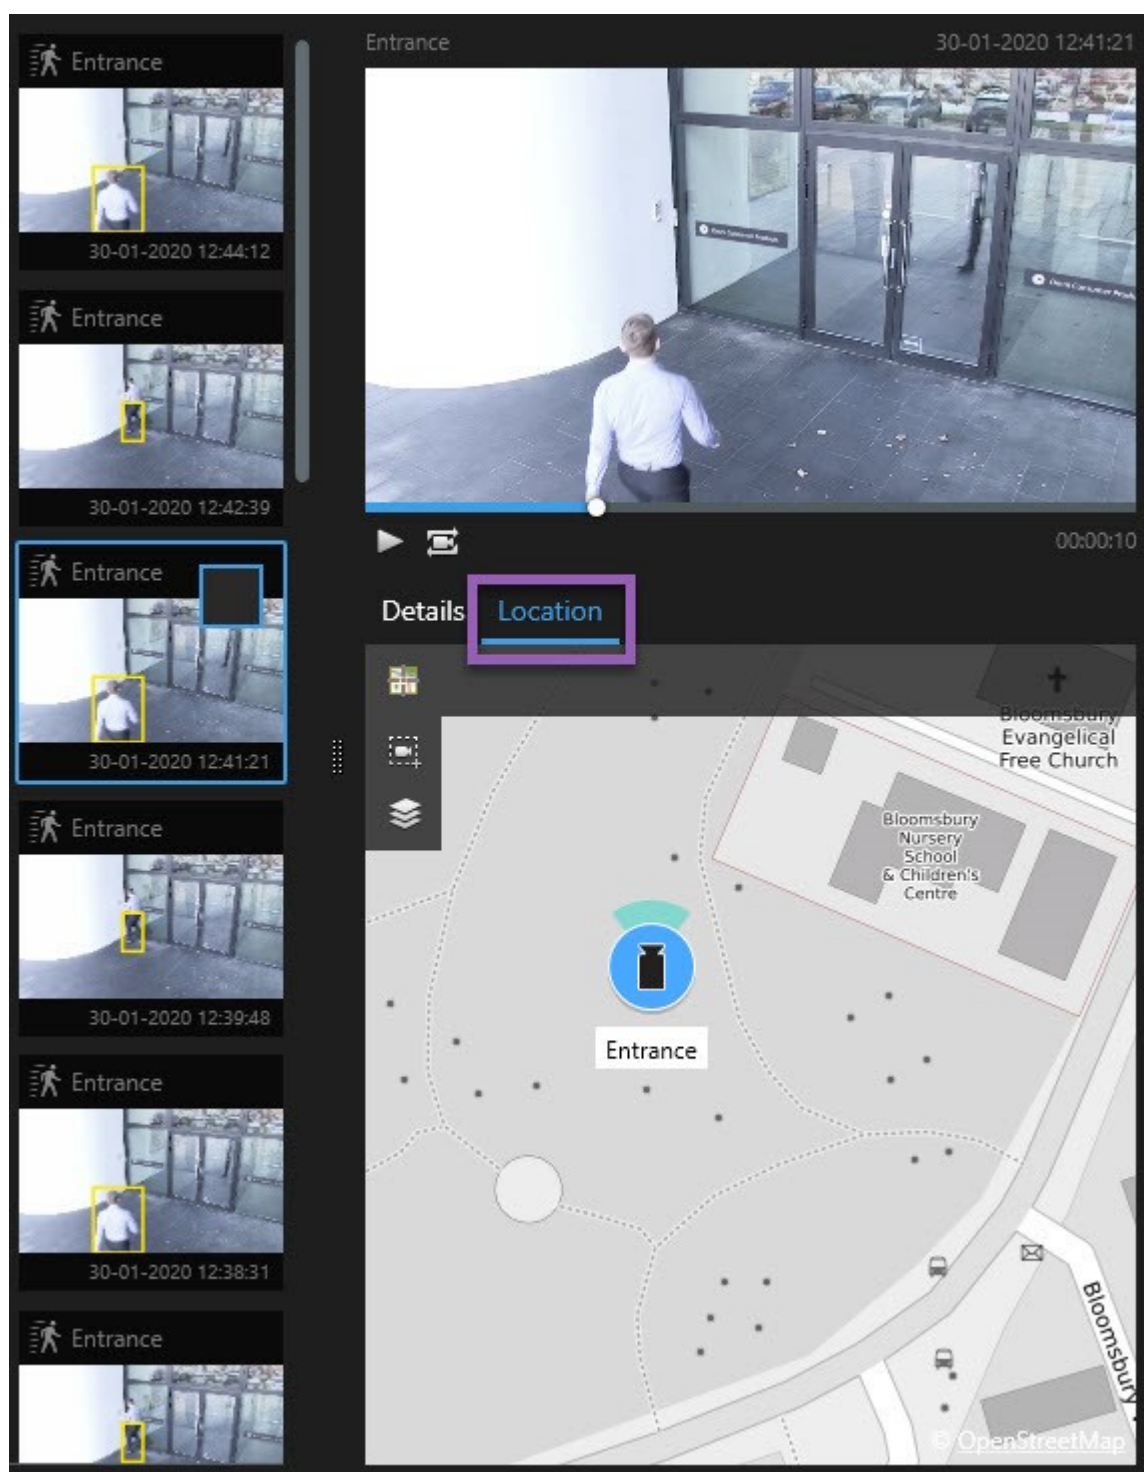 Entrance
30-01-2020 12:44:12
Entrance
30-01-2020 12:42:39
Entrance
30-01-2020 12:41:21
Entrance
30-01-2020 12:39:48
Entrance
30-01-2020 12:38:31
Entrance
Entrance
30-01-2020 12:41:21
00:00:10
Details
Location
Bloomsbury
Evangelical
Free Church
Bloomsbury
Nursery
School
& Children's
Centre
Entrance
Bloomsbury
© OpenStreetMap